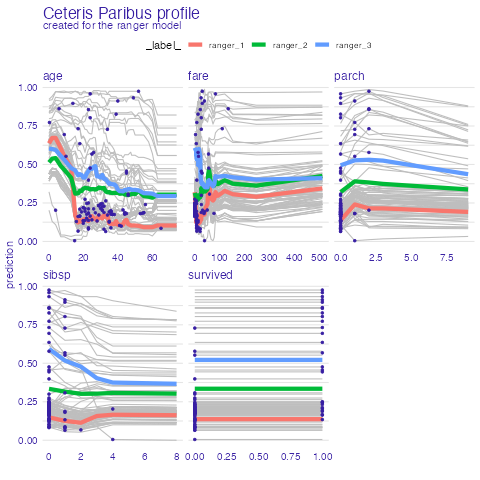 Ceteris Paribus profile
created for the ranger model
_label_ ranger_1 ranger_2 ranger_3
age fare parch
1.00
0.75
0.50
0.25
0.00
0 20 40 60 0 100 200 300 400 500 0.0 2.5 5.0 7.5
prediction
sibsp survived
1.00
0.75
0.50
0.25
0.00
0 2 4 6 8 0.00 0.25 0.50 0.75 1.00